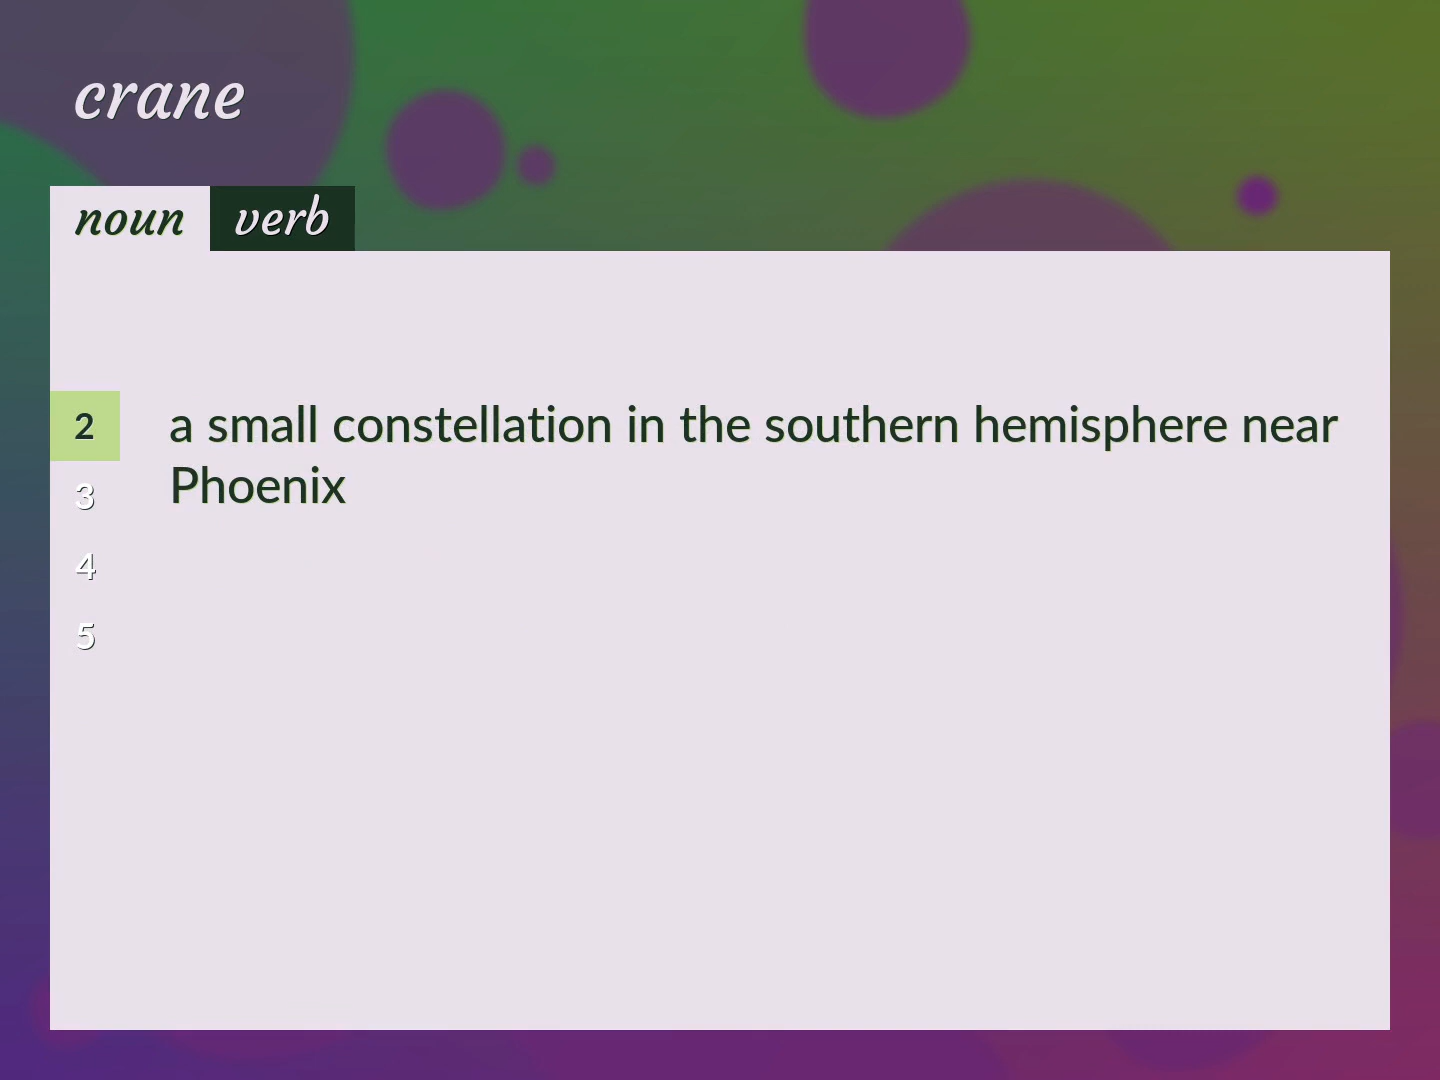 crane
noun verb
2 a small constellation in the southern hemisphere near
Phoenix
3
4
5